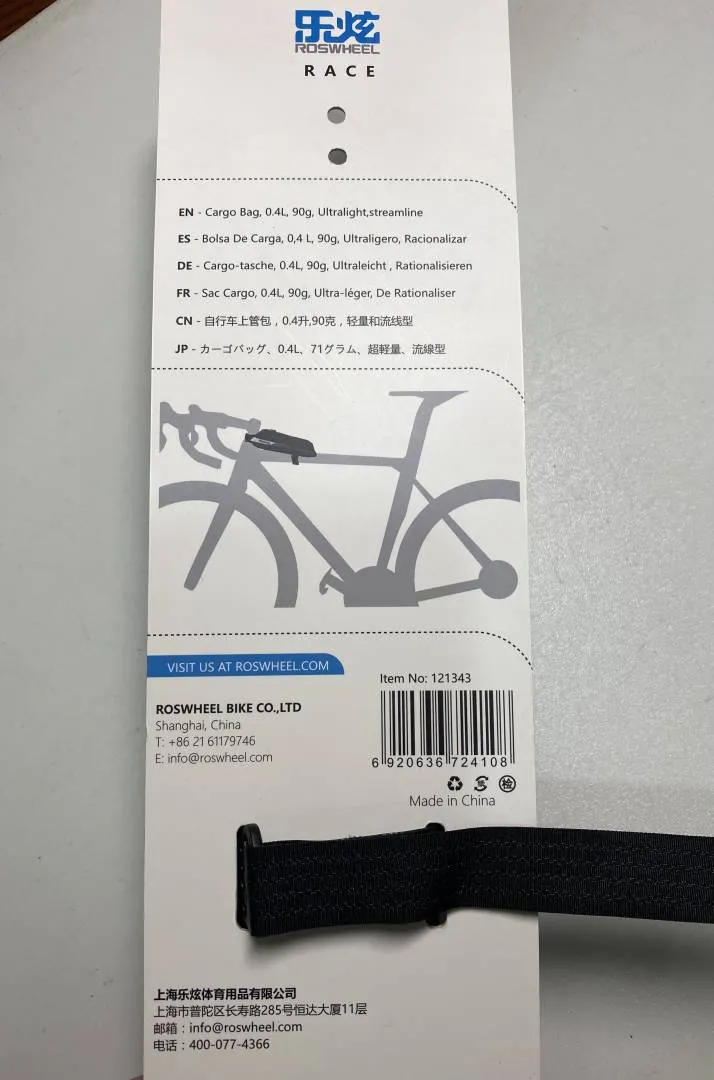 乐炫
ROSWHEEL
RACE
EN - Cargo Bag, 0.4L, 90g, Ultralight,streamline
ES - Bolsa De Carga, 0,4 L, 90g, Ultraligero, Racionalizar
DE - Cargo-tasche, 0.4L, 90g, Ultraleicht , Rationalisieren
FR - Sac Cargo, 0.4L, 90g, Ultra-léger, De Rationaliser
CN - 自行车上管包，0.4升,90克，轻量和流线型
JP - カーゴバッグ、0.4L、71グラム、超軽量、流線型
VISIT US AT ROSWHEEL.COM
Item No: 121343
ROSWHEEL BIKE CO.,LTD
Shanghai, China
T: +86 21 61179746
E: info@roswheel.com
6 920636 724108
检
Made in China
上海乐炫体育用品有限公司
上海市普陀区长寿路285号恒达大厦11层
邮箱：info@roswheel.com
电话：400-077-4366